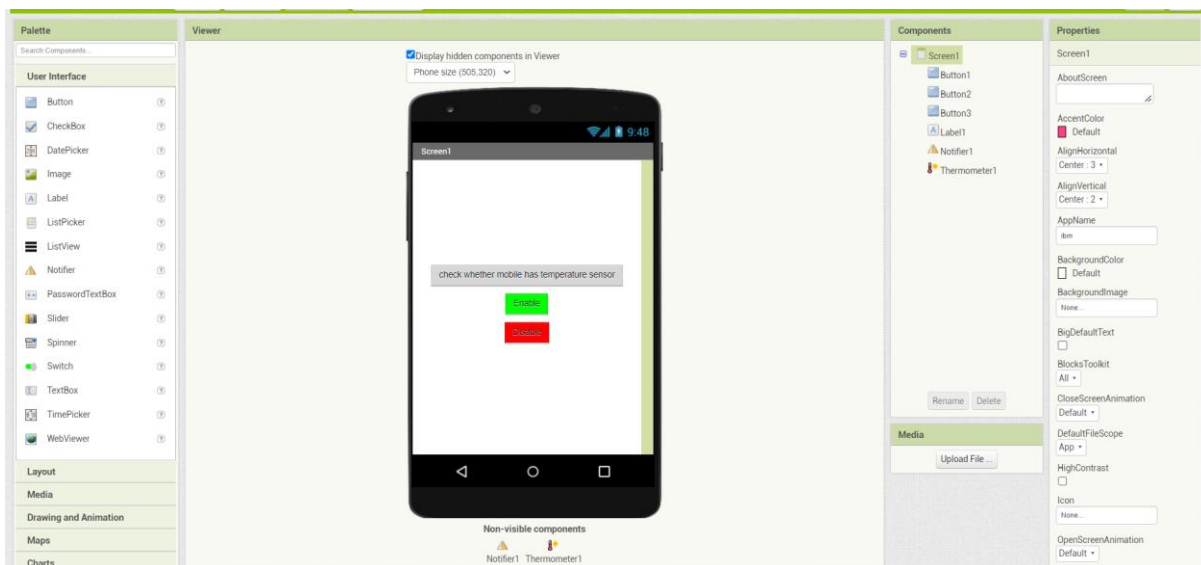 Palette
Search Components...
User Interface
Button
CheckBox
DatePicker
Image
Label
ListPicker
ListView
Notifier
PasswordTextBox
Slider
Spinner
Switch
TextBox
TimePicker
WebViewer
Layout
Media
Drawing and Animation
Maps
Charts
Viewer
Display hidden components in Viewer
Phone size (505,320)
9:48
Screen1
check whether mobile has temperature sensor
Enable
Disable
Non-visible components
Notifier1 Thermometer1
Components
Screen1
Button1
Button2
Button3
Label1
Notifier1
Thermometer1
Rename Delete
Media
Upload File ...
Properties
Screen1
AboutScreen
AccentColor
Default
AlignHorizontal
Center : 3
AlignVertical
Center : 2
AppName
ibm
BackgroundColor
Default
BackgroundImage
None...
BigDefaultText
BlocksToolkit
All
CloseScreenAnimation
Default
DefaultFileScope
App
HighContrast
Icon
None...
OpenScreenAnimation
Default